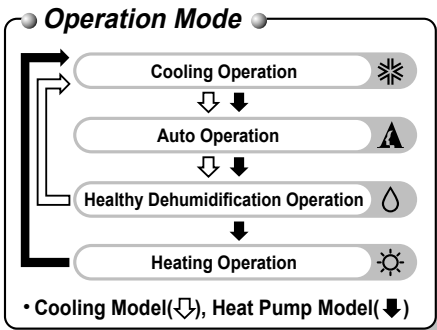 Operation Mode
Cooling Operation
Auto Operation
Healthy Dehumidification Operation
Heating Operation
• Cooling Model(⇩), Heat Pump Model(⬇)